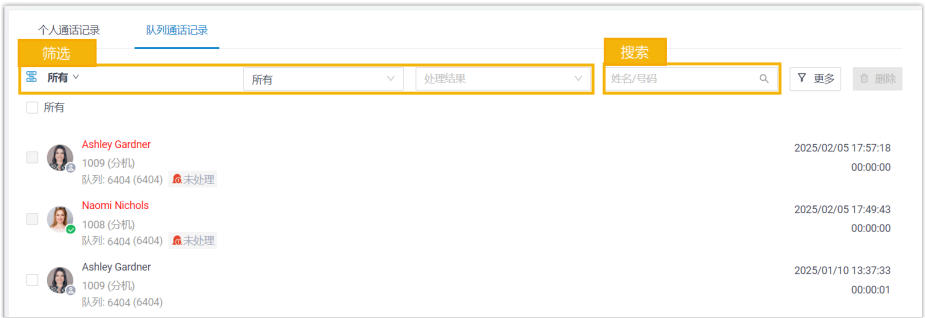 个人通话记录 队列通话记录
筛选 搜索
所有 所有 处理结果 姓名/号码 更多 删除
所有
Ashley Gardner 2025/02/05 17:57:18
1009 (分机) 00:00:00
队列: 6404 (6404) 未处理
Naomi Nichols 2025/02/05 17:49:43
1008 (分机) 00:00:00
队列: 6404 (6404) 未处理
Ashley Gardner 2025/01/10 13:37:33
1009 (分机) 00:00:01
队列: 6404 (6404)